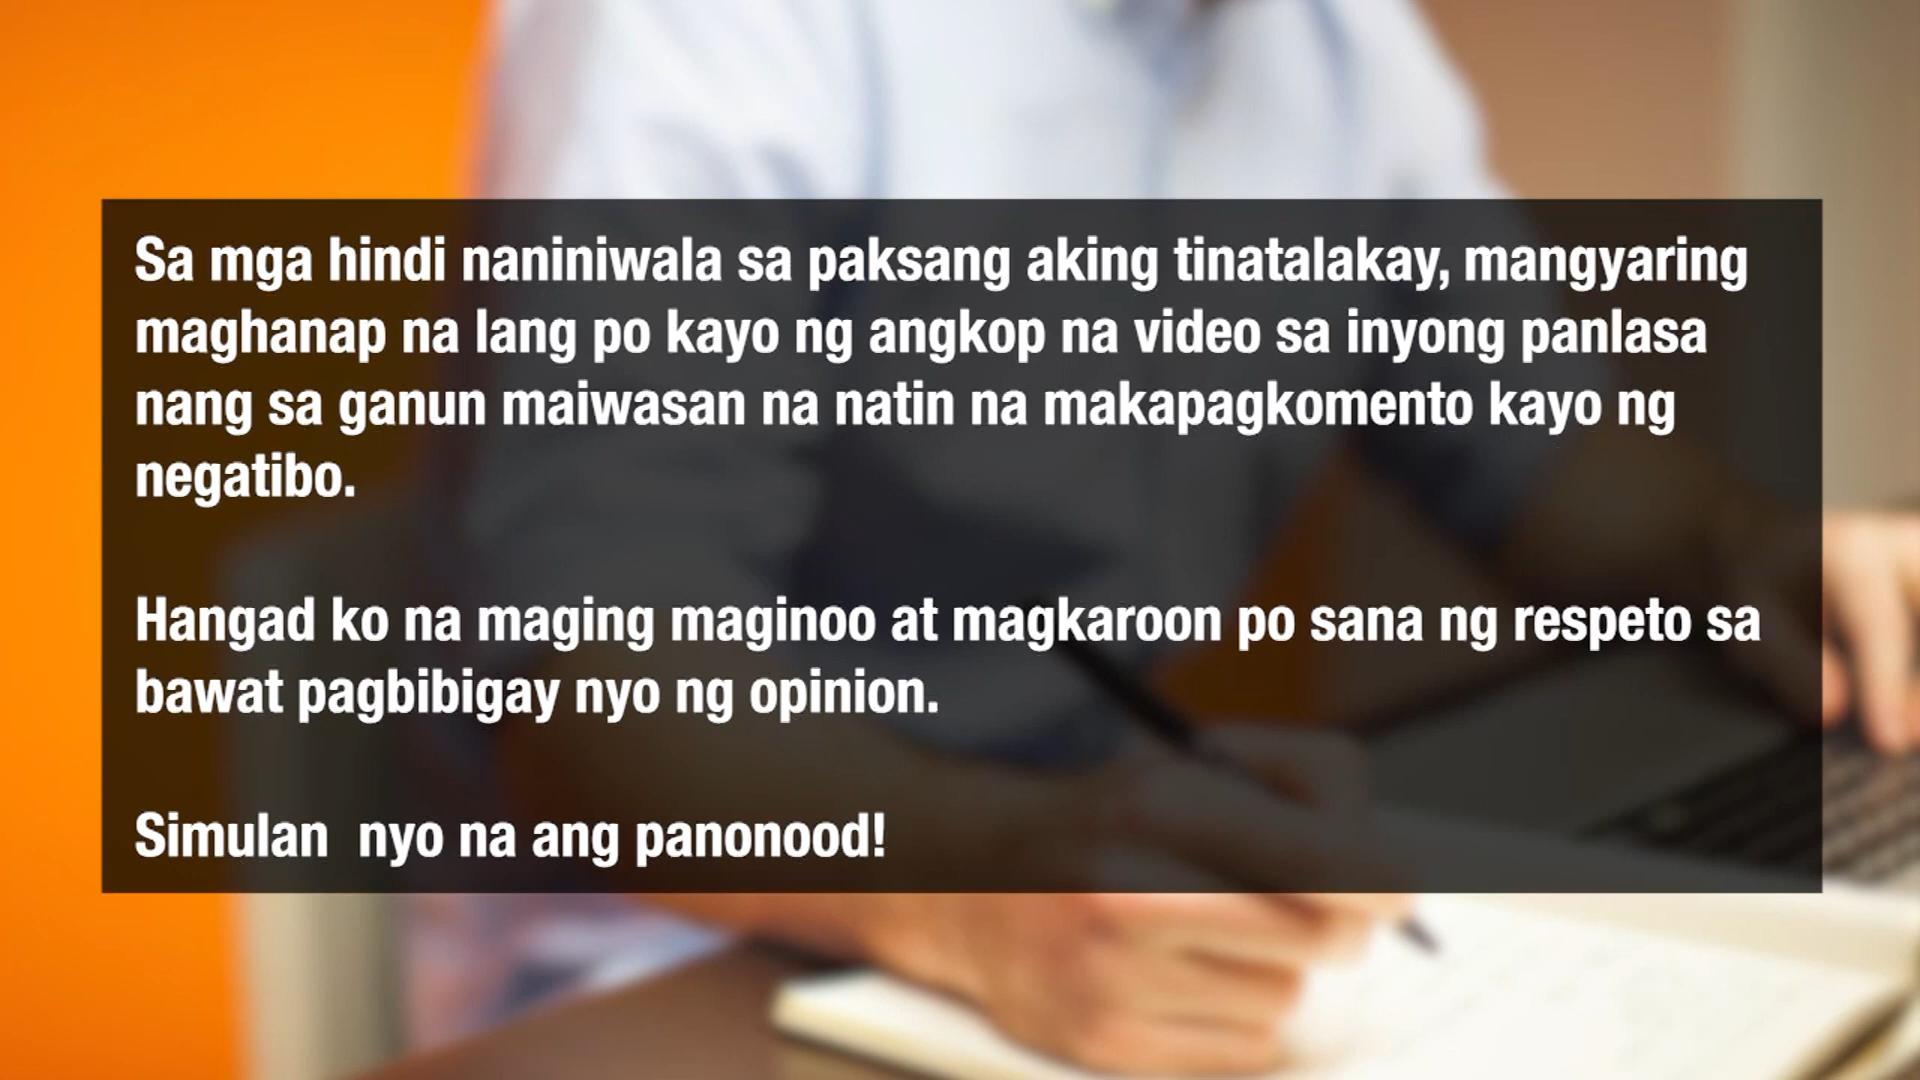 Sa mga hindi naniniwala sa paksang aking tinatalakay, mangyaring
maghanap na lang po kayo ng angkop na video sa inyong panlasa
nang sa ganun maiwasan na natin na makapagkomento kayo ng
negatibo.
Hangad ko na maging maginoo at magkaroon po sana ng respeto sa
bawat pagbibigay nyo ng opinion.
Simulan  nyo na ang panonood!